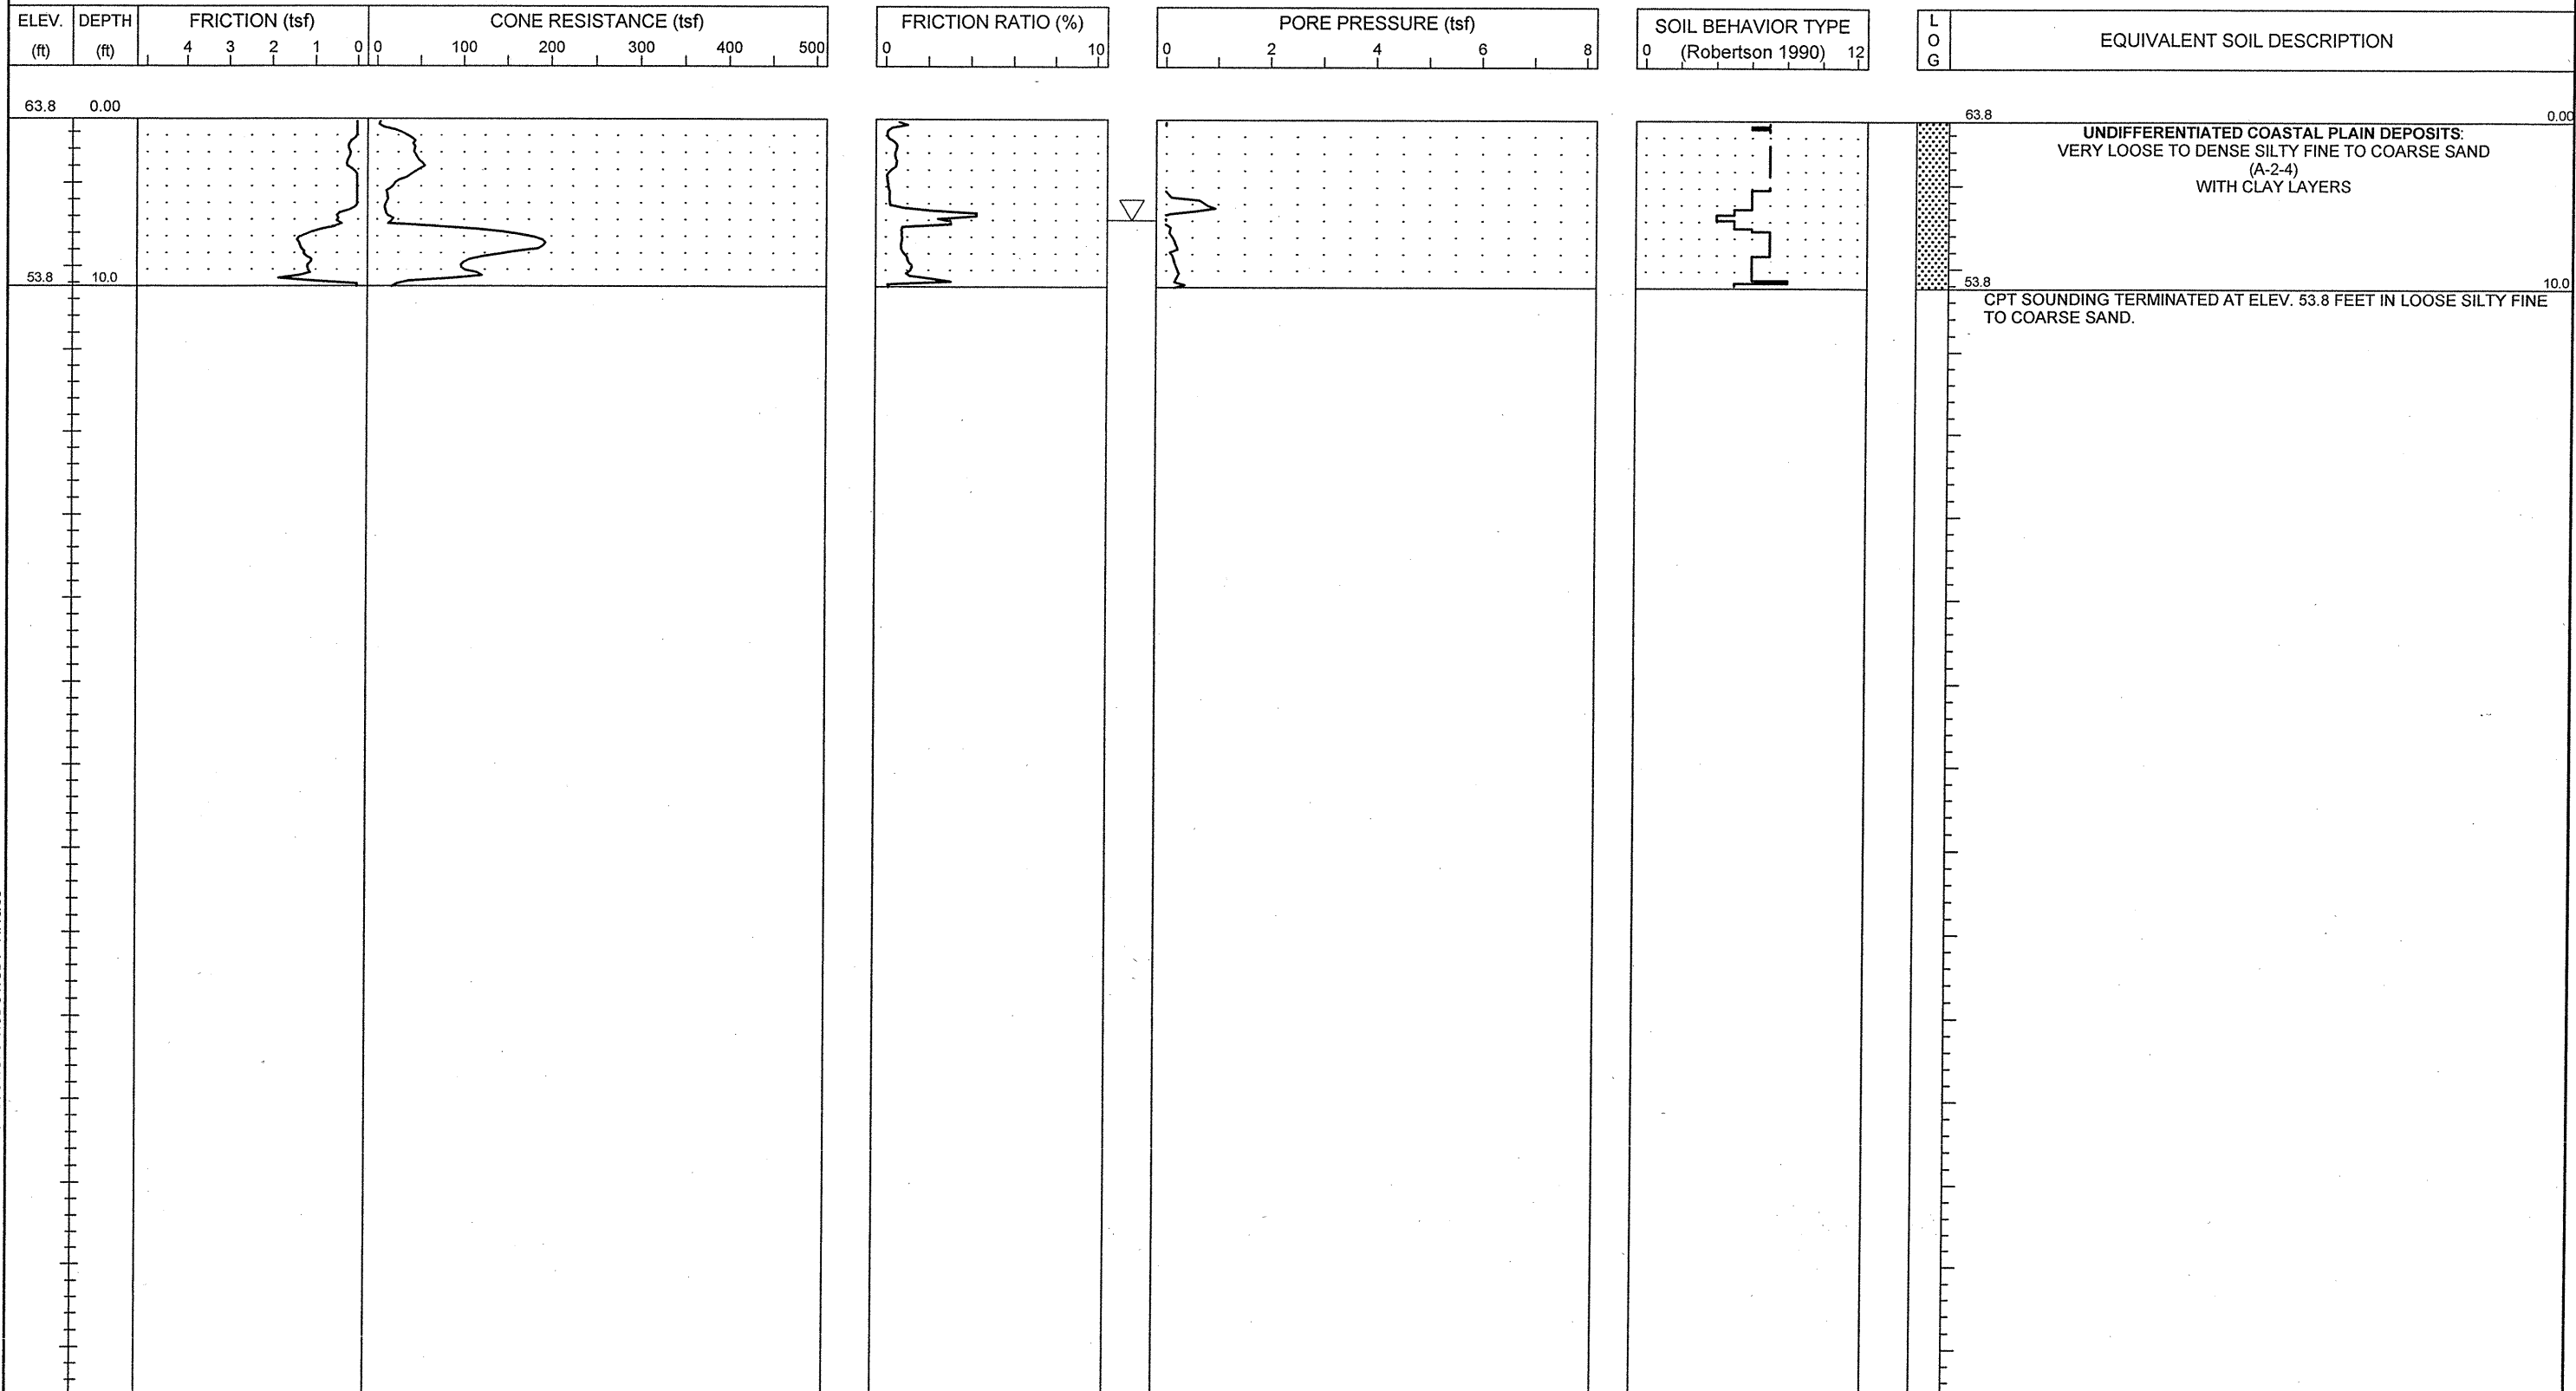 ELEV. DEPTH FRICTION (tsf) CONE RESISTANCE (tsf) FRICTION RATIO (%) PORE PRESSURE (tsf) SOIL BEHAVIOR TYPE L O G EQUIVALENT SOIL DESCRIPTION
(ft) (ft) 4 3 2 1 0 0 100 200 300 400 500 0 10 0 2 4 6 8 0 (Robertson 1990) 12
63.8 0.00
63.8 0.00
UNDIFFERENTIATED COASTAL PLAIN DEPOSITS:
VERY LOOSE TO DENSE SILTY FINE TO COARSE SAND
(A-2-4)
WITH CLAY LAYERS
53.8 10.0
53.8 10.0
CPT SOUNDING TERMINATED AT ELEV. 53.8 FEET IN LOOSE SILTY FINE
TO COARSE SAND.